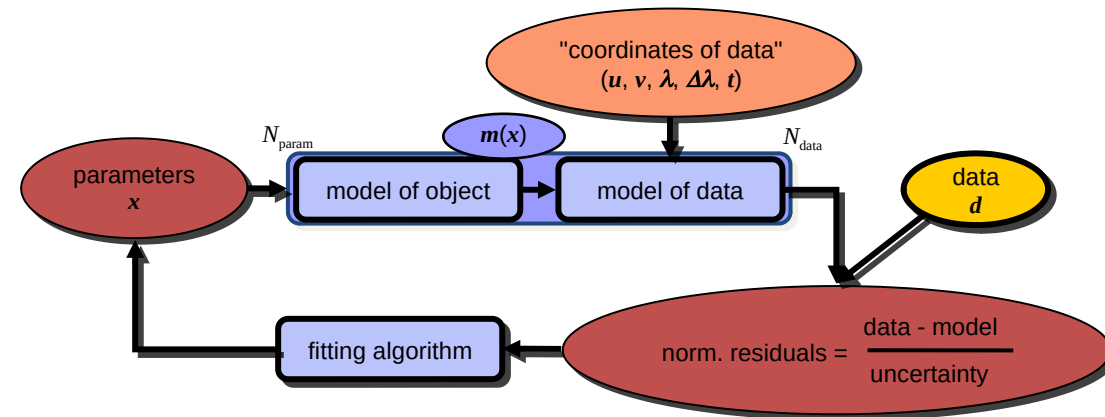 "coordinates of data"
(u, v, λ, Δλ, t)
N_param
m(x)
N_data
parameters
x
model of object
model of data
data
d
fitting algorithm
norm. residuals =
data - model
uncertainty